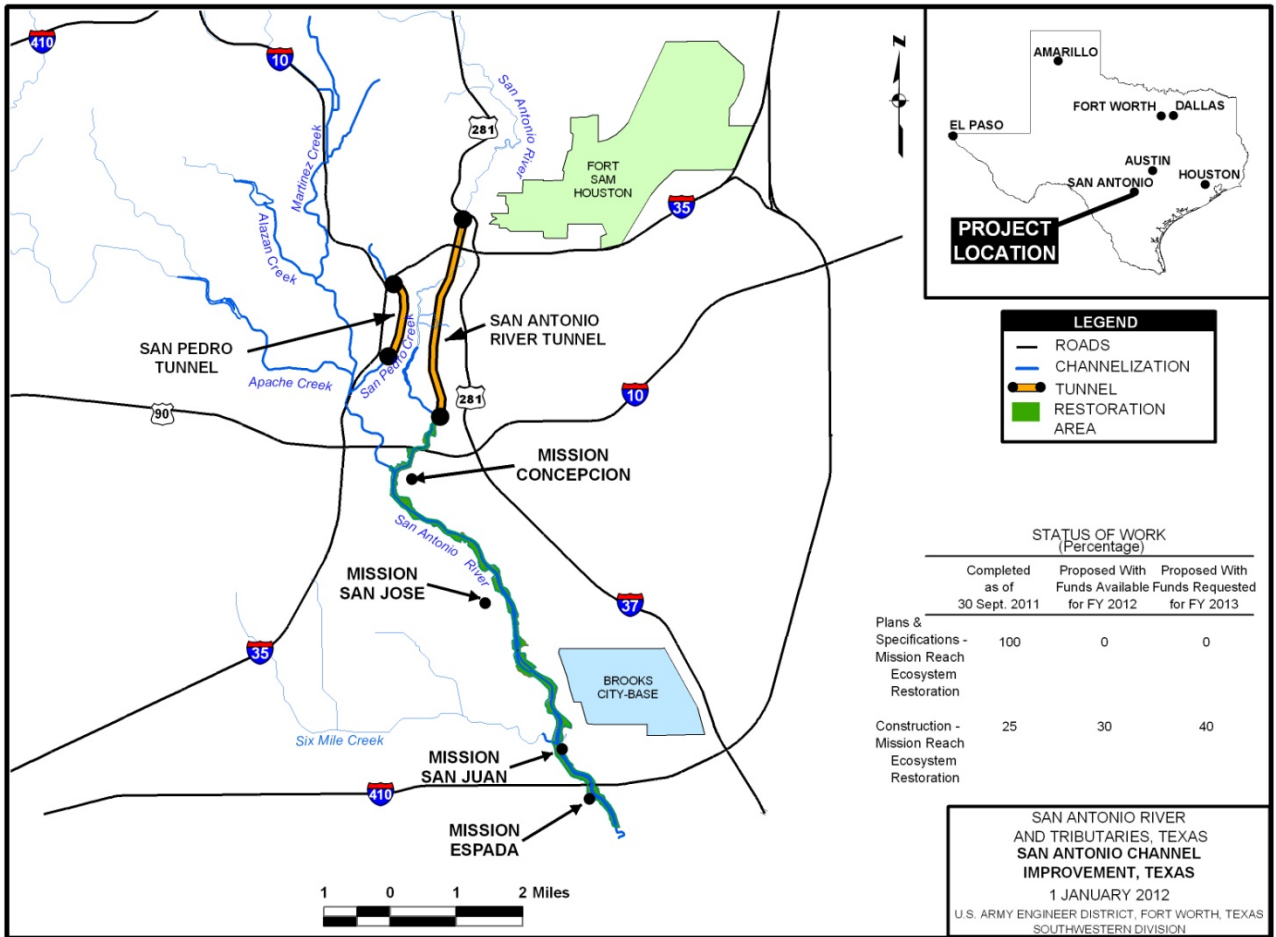 410
10
San Antonio River
281
Martinez Creek
FORT
SAM
HOUSTON
35
Alazan Creek
SAN PEDRO
TUNNEL
SAN ANTONIO
RIVER TUNNEL
San Pedro Creek
Apache Creek
90
281
10
MISSION
CONCEPCION
San Antonio River
MISSION
SAN JOSE
37
35
BROOKS
CITY-BASE
Six Mile Creek
MISSION
SAN JUAN
410
MISSION
ESPADA
1 0 1 2 Miles
N
AMARILLO
FORT WORTH
DALLAS
EL PASO
AUSTIN
SAN ANTONIO
HOUSTON
PROJECT
LOCATION
LEGEND
ROADS
CHANNELIZATION
TUNNEL
RESTORATION
AREA
STATUS OF WORK
(Percentage)
Completed Proposed With Proposed With
as of Funds Available Funds Requested
30 Sept. 2011 for FY 2012 for FY 2013
Plans &
Specifications - 100 0 0
Mission Reach
Ecosystem
Restoration
Construction - 25 30 40
Mission Reach
Ecosystem
Restoration
SAN ANTONIO RIVER
AND TRIBUTARIES, TEXAS
SAN ANTONIO CHANNEL
IMPROVEMENT, TEXAS
1 JANUARY 2012
U.S. ARMY ENGINEER DISTRICT, FORT WORTH, TEXAS
SOUTHWESTERN DIVISION